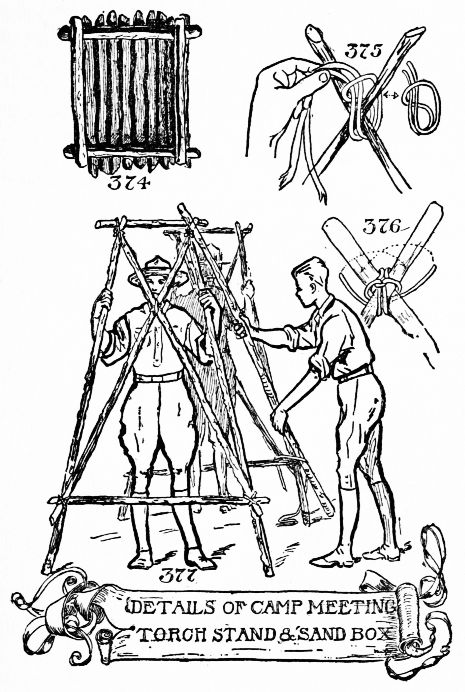 374
375
376
377
DETAILS OF CAMP MEETING
TORCH STAND & SAND BOX